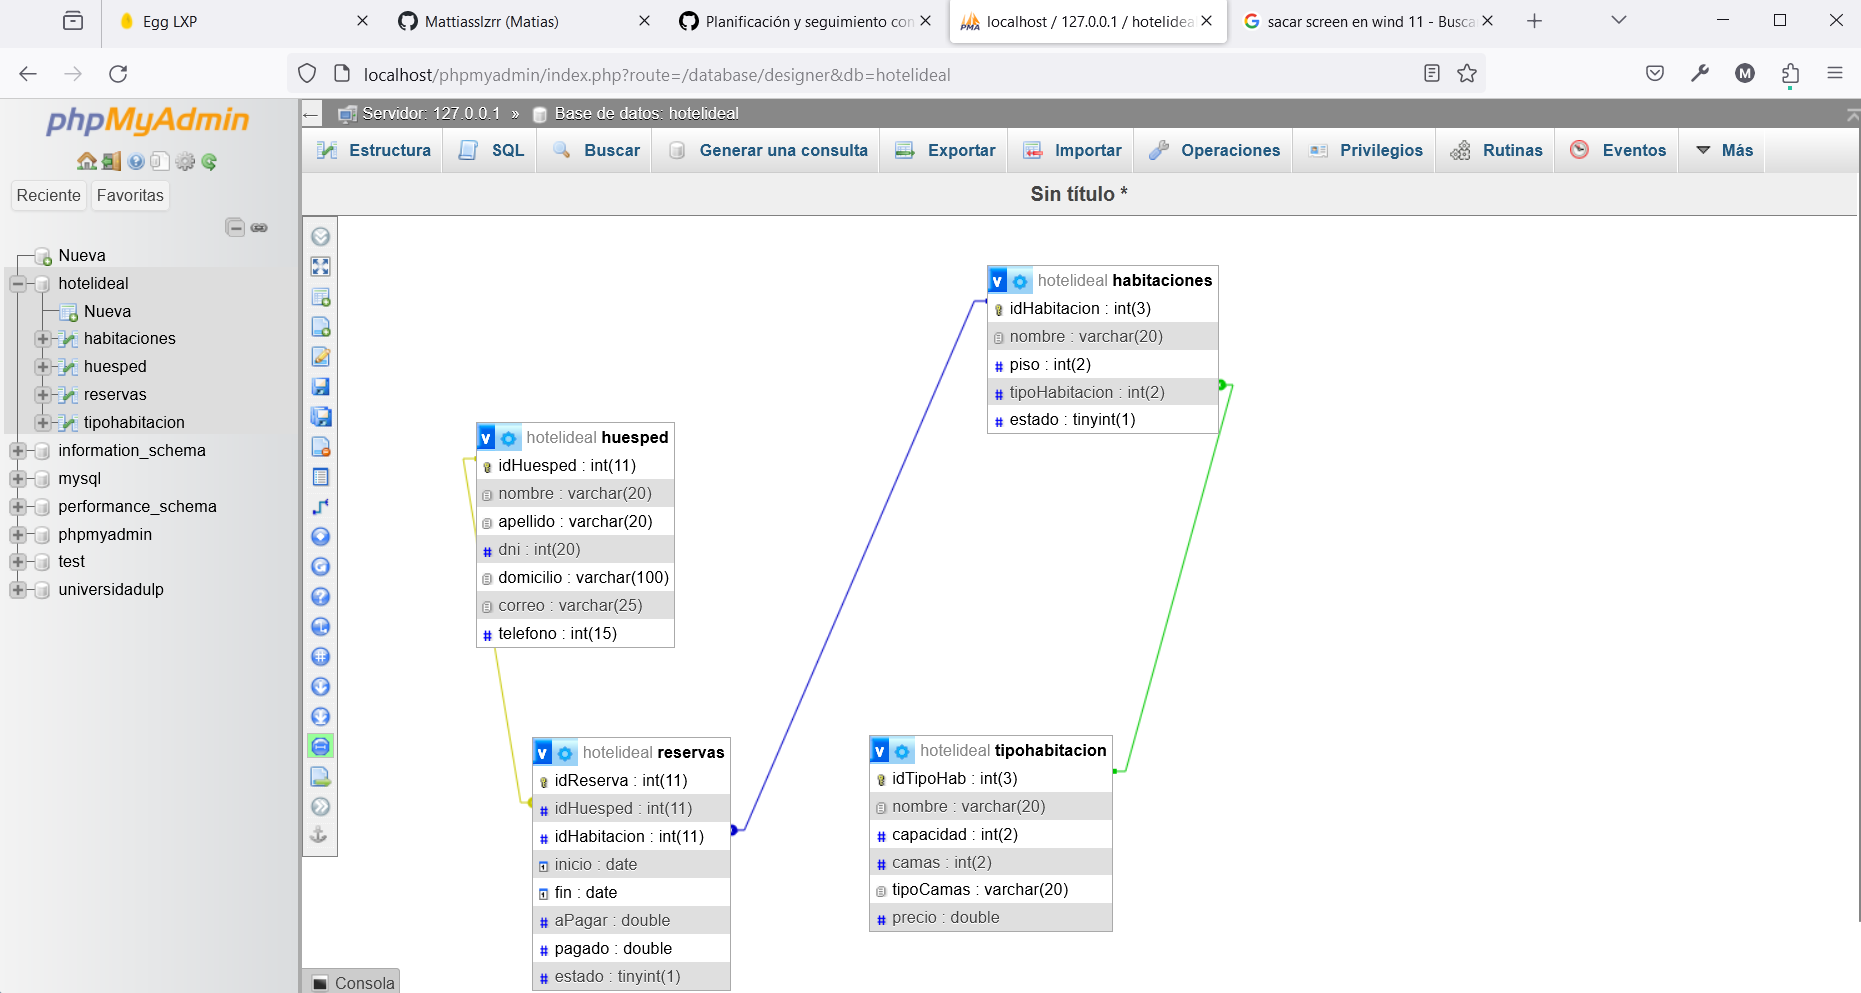 Egg LXP
Mattiasslzrr (Matias)
Planificación y seguimiento con
localhost / 127.0.0.1 / hotelideal
sacar screen en wind 11 - Busca
localhost/phpmyadmin/index.php?route=/database/designer&db=hotelideal
M
phpMyAdmin
Reciente
Favoritas
Nueva
hotelideal
Nueva
habitaciones
huesped
reservas
tipohabitacion
information_schema
mysql
performance_schema
phpmyadmin
test
universidadulp
Servidor: 127.0.0.1 » Base de datos: hotelideal
Estructura SQL Buscar Generar una consulta Exportar Importar Operaciones Privilegios Rutinas Eventos Más
Sin título *
v hotelideal habitaciones
idHabitacion : int(3)
nombre : varchar(20)
# piso : int(2)
# tipoHabitacion : int(2)
# estado : tinyint(1)
v hotelideal huesped
idHuesped : int(11)
nombre : varchar(20)
apellido : varchar(20)
# dni : int(20)
domicilio : varchar(100)
correo : varchar(25)
# telefono : int(15)
v hotelideal reservas
idReserva : int(11)
# idHuesped : int(11)
# idHabitacion : int(11)
inicio : date
fin : date
# aPagar : double
# pagado : double
# estado : tinyint(1)
v hotelideal tipohabitacion
idTipoHab : int(3)
nombre : varchar(20)
# capacidad : int(2)
# camas : int(2)
tipoCamas : varchar(20)
# precio : double
Consola